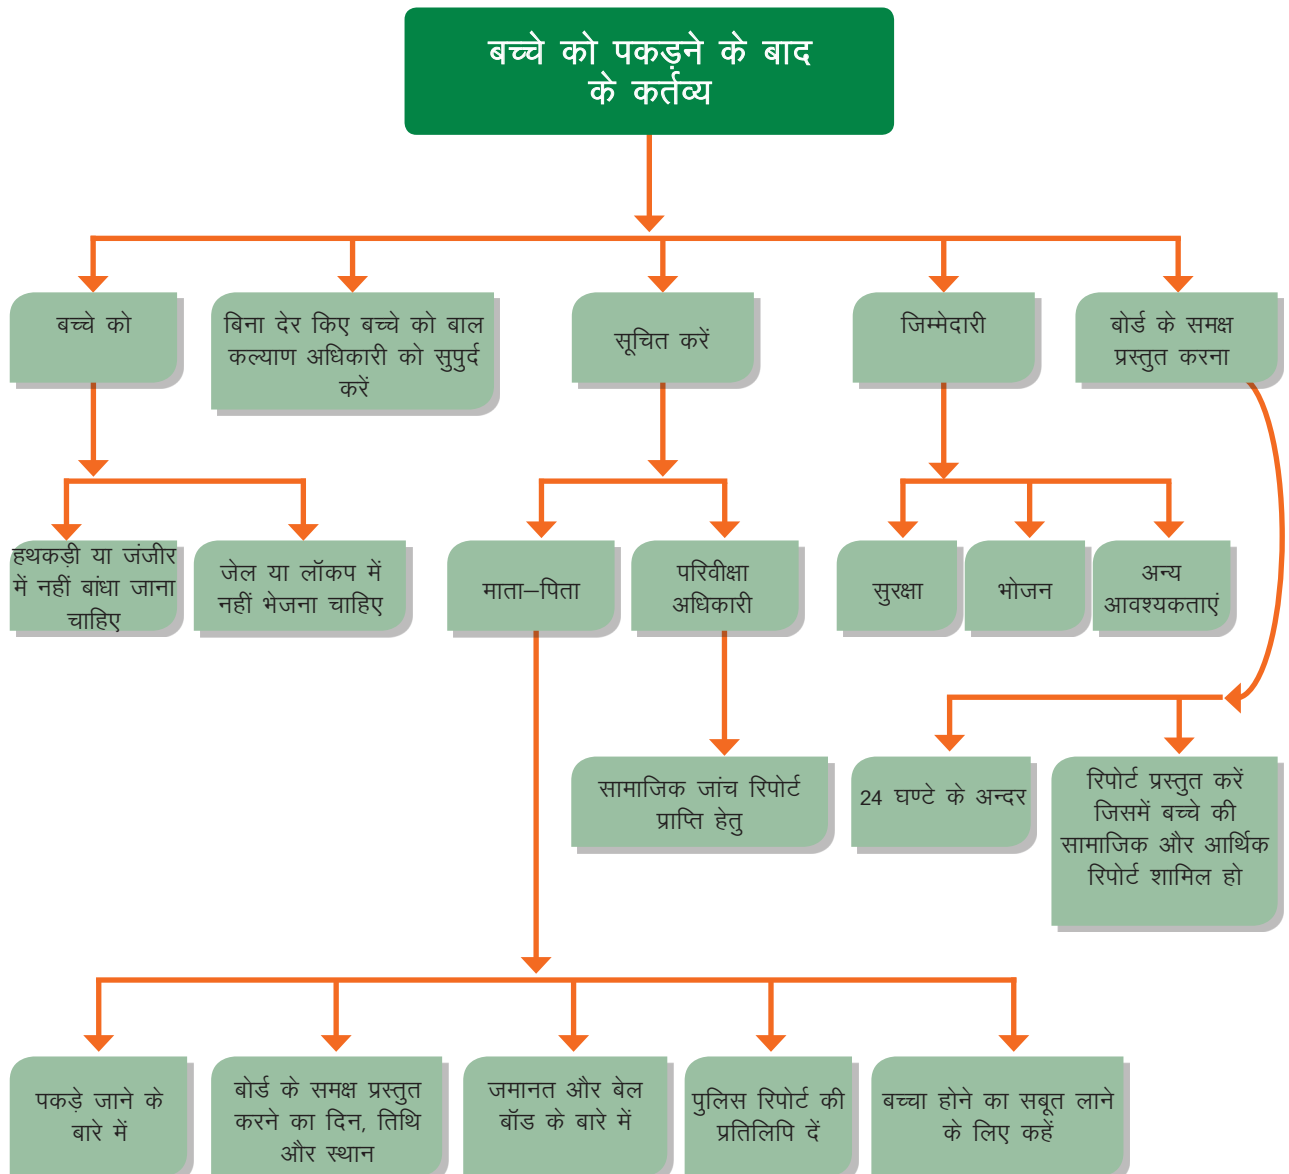 बच्चे को पकड़ने के बाद
के कर्तव्य
बच्चे को
बिना देर किए बच्चे को बाल
कल्याण अधिकारी को सुपुर्द
करें
सूचित करें
जिम्मेदारी
बोर्ड के समक्ष
प्रस्तुत करना
हथकड़ी या जंजीर
में नहीं बांधा जाना
चाहिए
जेल या लॉकप में
नहीं भेजना चाहिए
माता–पिता
परिवीक्षा
अधिकारी
सुरक्षा
भोजन
अन्य
आवश्यकताएं
सामाजिक जांच रिपोर्ट
प्राप्ति हेतु
24 घण्टे के अन्दर
रिपोर्ट प्रस्तुत करें
जिसमें बच्चे की
सामाजिक और आर्थिक
रिपोर्ट शामिल हो
पकड़े जाने के
बारे में
बोर्ड के समक्ष प्रस्तुत
करने का दिन, तिथि
और स्थान
जमानत और बेल
बॉड के बारे में
पुलिस रिपोर्ट की
प्रतिलिपि दें
बच्चा होने का सबूत लाने
के लिए कहें